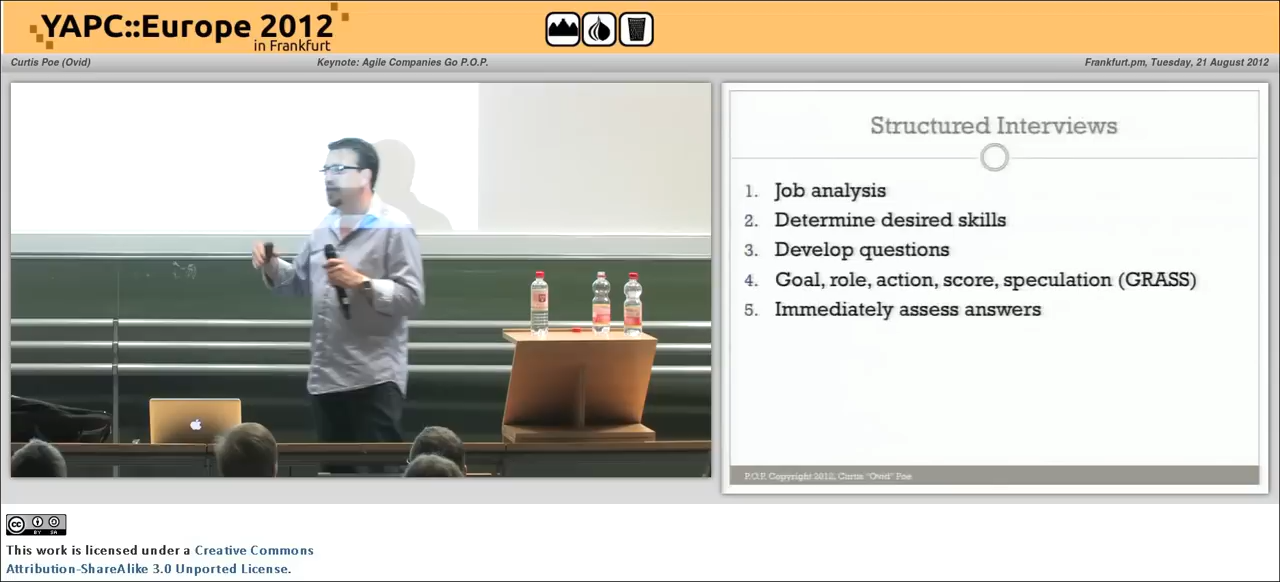 YAPC::Europe 2012
in Frankfurt
Curtis Poe (Ovid)
Keynote: Agile Companies Go P.O.P.
Frankfurt.pm, Tuesday, 21 August 2012
Structured Interviews
1. Job analysis
2. Determine desired skills
3. Develop questions
4. Goal, role, action, score, speculation (GRASS)
5. Immediately assess answers
P.O.P. Copyright 2012, Curtis "Ovid" Poe
cc
BY SA
This work is licensed under a Creative Commons
Attribution-ShareAlike 3.0 Unported License.